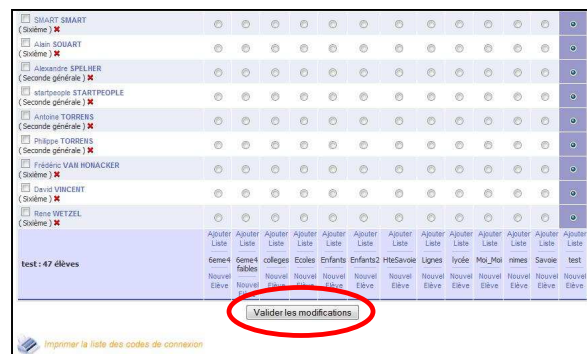 SMART SMART
( Sixième )
Alain SOUART
( Sixième )
Alexandre SPELHER
( Seconde générale )
startpeople STARTPEOPLE
( Seconde générale )
Antoine TORRENS
( Seconde générale )
Philippe TORRENS
( Seconde générale )
Frédéric VAN HONACKER
( Sixième )
David VINCENT
( Sixième )
Rene WETZEL
( Sixième )
Ajouter Ajouter Ajouter Ajouter Ajouter Ajouter Ajouter Ajouter Ajouter Ajouter Ajouter Ajouter Ajouter
Liste Liste Liste Liste Liste Liste Liste Liste Liste Liste Liste Liste Liste
test : 47 élèves 6eme4 6eme4 fables colleges Ecoles Enfants Enfants2 HteSavoie Lignes lycée Moi_Moi nimes Savoie test
Nouvel Nouvel Nouvel Nouvel Nouvel Nouvel Nouvel Nouvel Nouvel Nouvel Nouvel Nouvel Nouvel
Elève Elève Elève Elève Elève Elève Elève Elève Elève Elève Elève Elève Elève
Valider les modifications
Imprimer la liste des codes de connexion